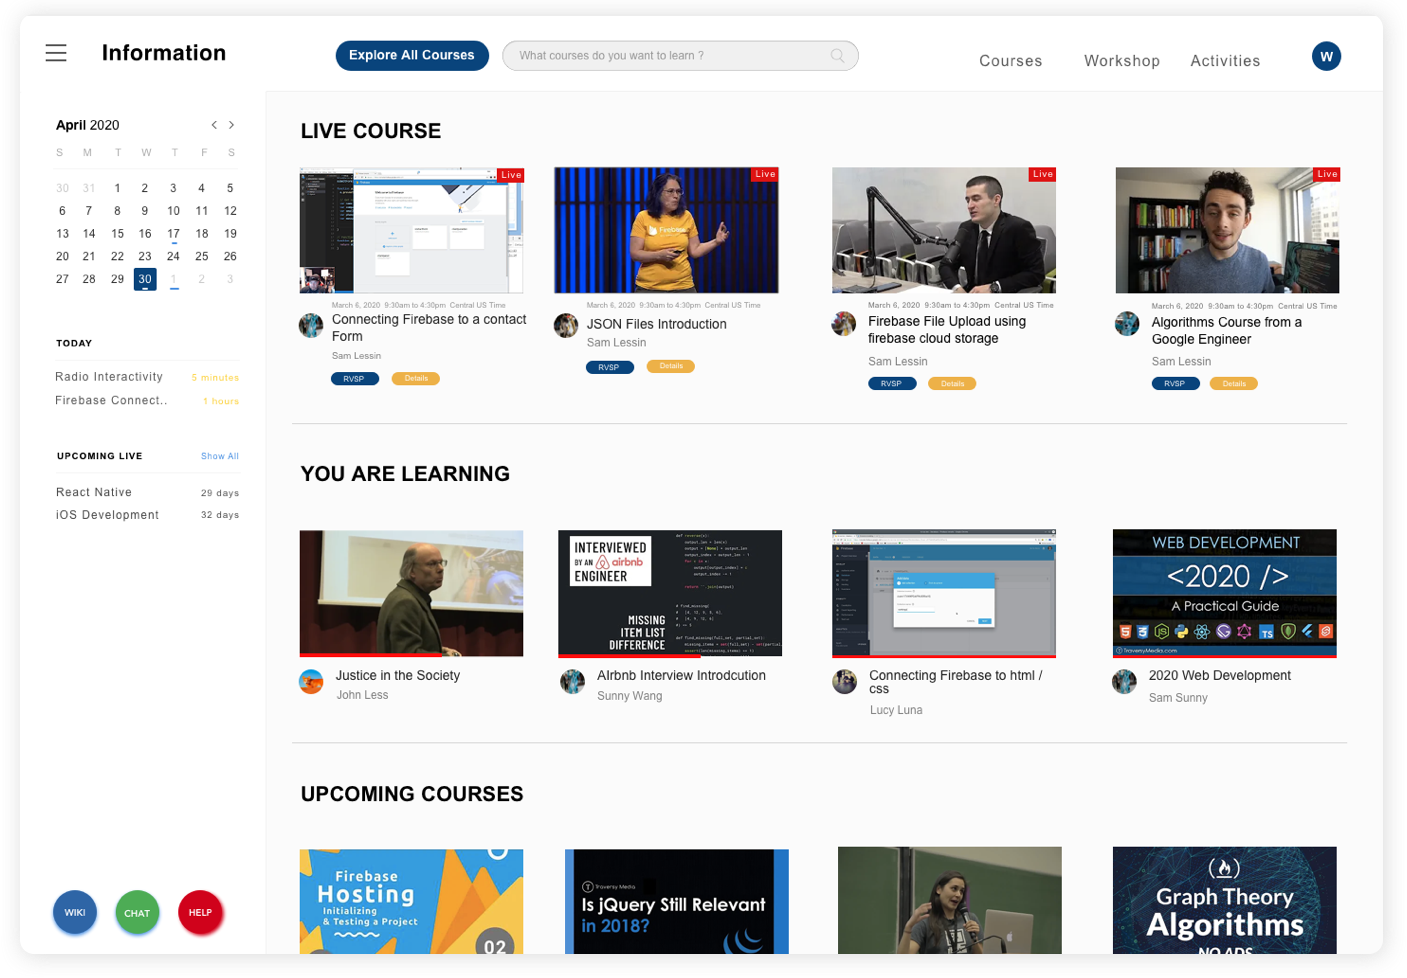 Information
Explore All Courses
What courses do you want to learn ?
Courses
Workshop
Activities
W
April 2020
S M T W T F S
30 31 1 2 3 4 5
6 7 8 9 10 11 12
13 14 15 16 17 18 19
20 21 22 23 24 25 26
27 28 29 30 1 2 3
TODAY
Radio Interactivity 5 minutes
Firebase Connect.. 1 hours
UPCOMING LIVE Show All
React Native 29 days
iOS Development 32 days
WIKI
CHAT
HELP
LIVE COURSE
Live
March 6, 2020 9:30am to 4:30pm Central US Time
Connecting Firebase to a contact
Form
Sam Lessin
RVSP
Details
Live
Firebase
March 6, 2020 9:30am to 4:30pm Central US Time
JSON Files Introduction
Sam Lessin
RVSP
Details
Live
March 6, 2020 9:30am to 4:30pm Central US Time
Firebase File Upload using
firebase cloud storage
Sam Lessin
RVSP
Details
Live
March 6, 2020 9:30am to 4:30pm Central US Time
Algorithms Course from a
Google Engineer
Sam Lessin
RVSP
Details
YOU ARE LEARNING
Justice in the Society
John Less
INTERVIEWED
BY AN airbnb
ENGINEER
MISSING
ITEM LIST
DIFFERENCE
AIrbnb Interview Introdcution
Sunny Wang
Connecting Firebase to html /
css
Lucy Luna
WEB DEVELOPMENT
<2020 />
A Practical Guide
TS
TraversyMedia.com
2020 Web Development
Sam Sunny
UPCOMING COURSES
Firebase
Hosting
Initializing
& Testing a Project
02
Traversy Media
Is jQuery Still Relevant
in 2018?
Graph Theory
Algorithms
NO ADS